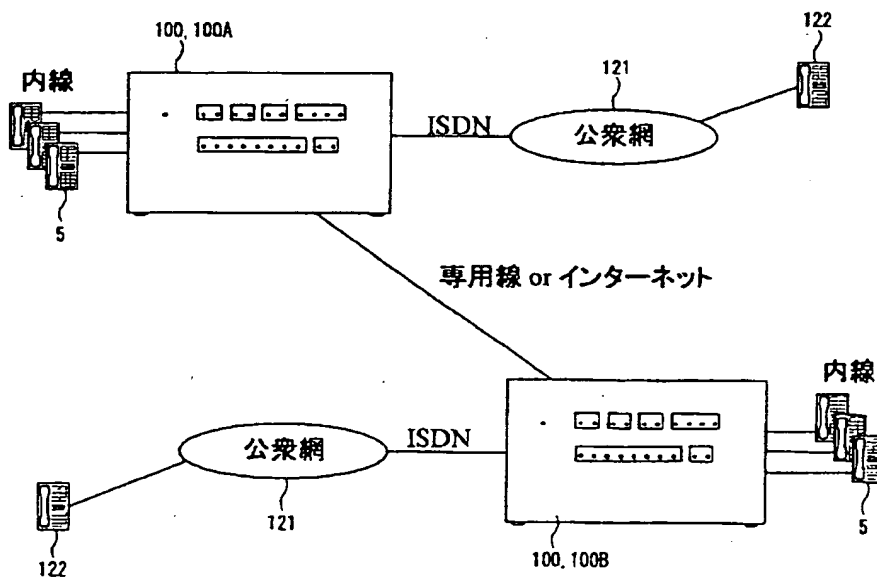 100, 100A
122
内線
121
ISDN
公衆網
5
専用線 or インターネット
内線
公衆網
ISDN
121
5
122
100, 100B